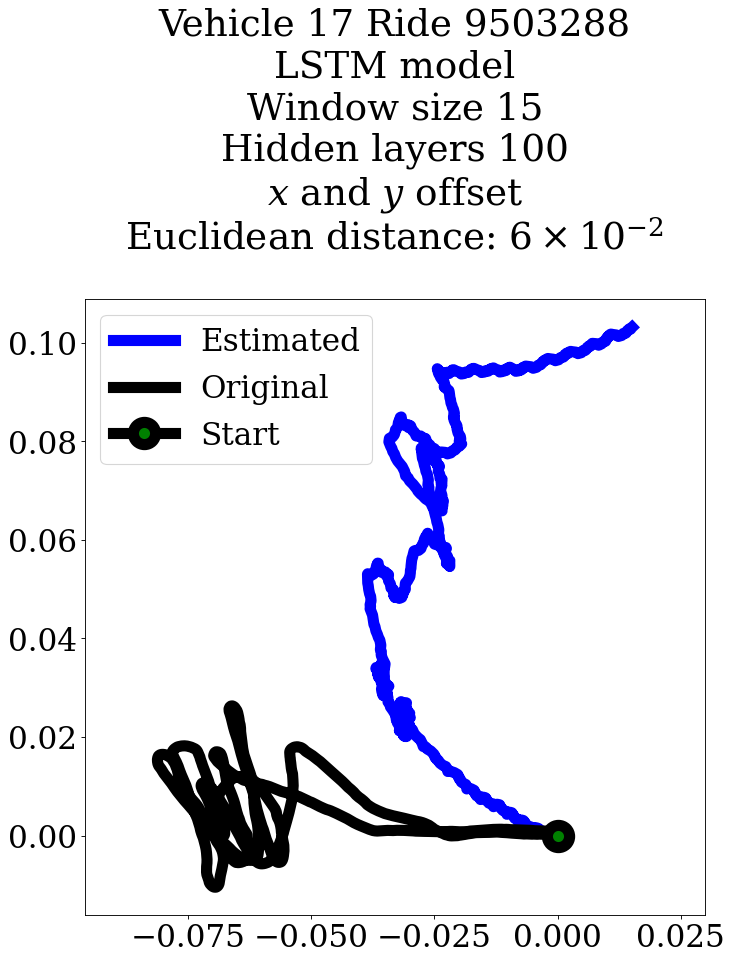 Vehicle 17 Ride 9503288
LSTM model
Window size 15
Hidden layers 100
x and y offset
Euclidean distance: 6 × 10⁻²
Estimated
Original
Start
0.10
0.08
0.06
0.04
0.02
0.00
−0.075 −0.050 −0.025 0.000 0.025